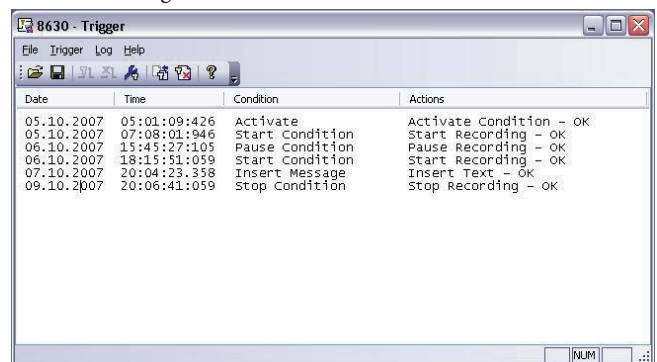 8630 - Trigger
File Trigger Log Help
Date Time Condition Actions
05.10.2007 05:01:09:426 Activate Activate Condition - OK
05.10.2007 07:08:01:946 Start Condition Start Recording - OK
06.10.2007 15:45:27:105 Pause Condition Pause Recording - OK
06.10.2007 18:15:51:059 Start Condition Start Recording - OK
07.10.2007 20:04:23.358 Insert Message Insert Text - OK
09.10.2007 20:06:41:059 Stop Condition Stop Recording - OK
NUM